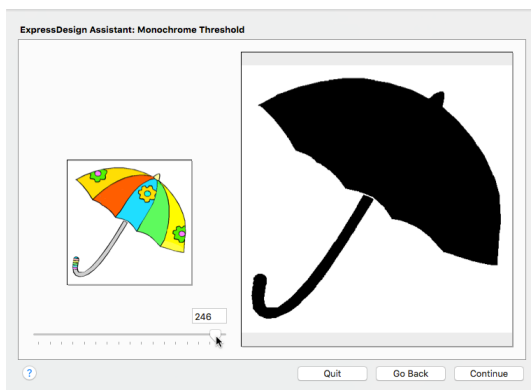 ExpressDesign Assistant: Monochrome Threshold
246
?
Quit
Go Back
Continue